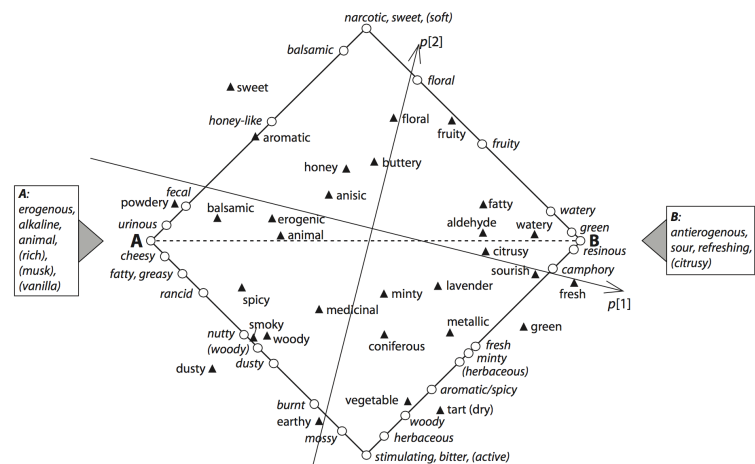 narcotic, sweet, (soft)
balsamic
p[2]
floral
sweet
honey-like
floral
fruity
aromatic
fruity
buttery
honey
fecal
anisic
powdery
balsamic
erogenic
fatty
watery
urinous
animal
aldehyde
watery
green
A
B
cheesy
citrusy
resinous
fatty, greasy
sourish
camphory
fresh
rancid
spicy
minty
lavender
p[1]
medicinal
nutty
(woody)
smoky
woody
metallic
green
coniferous
fresh
minty
(herbaceous)
dusty
dusty
aromatic/spicy
burnt
vegetable
tart (dry)
earthy
woody
mossy
herbaceous
stimulating, bitter, (active)
A:
erogenous,
alkaline,
animal,
(rich),
(musk),
(vanilla)
B:
antierogenous,
sour, refreshing,
(citrusy)